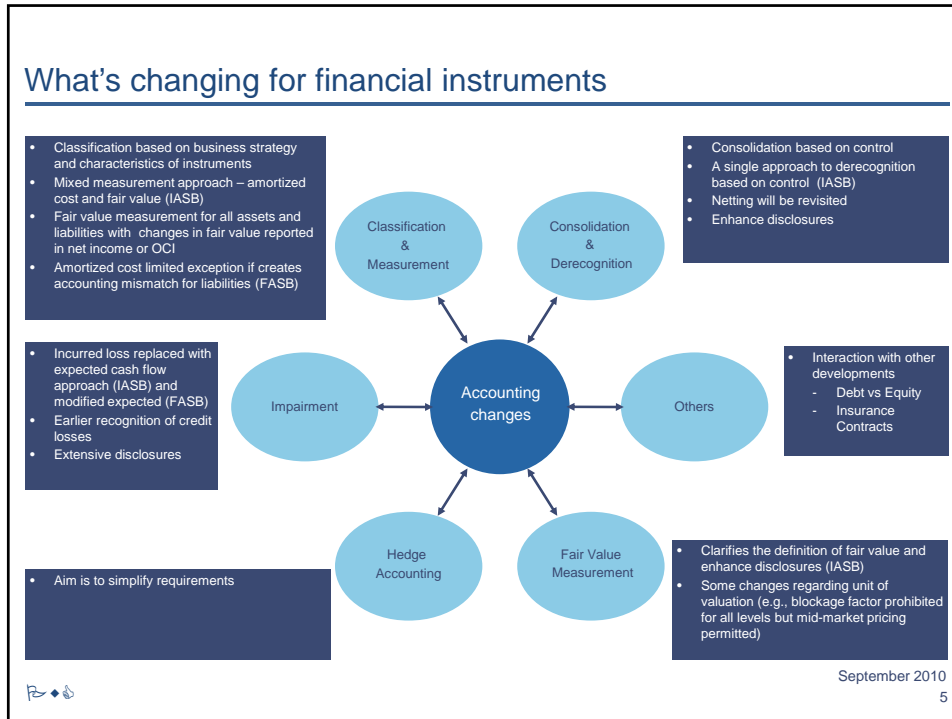 What's changing for financial instruments
• Classification based on business strategy
and characteristics of instruments
• Mixed measurement approach – amortized
cost and fair value (IASB)
• Fair value measurement for all assets and
liabilities with changes in fair value reported
in net income or OCI
• Amortized cost limited exception if creates
accounting mismatch for liabilities (FASB)
Classification
&
Measurement
Consolidation
&
Derecognition
• Consolidation based on control
• A single approach to derecognition
based on control (IASB)
• Netting will be revisited
• Enhance disclosures
• Incurred loss replaced with
expected cash flow
approach (IASB) and
modified expected (FASB)
• Earlier recognition of credit
losses
• Extensive disclosures
Impairment
Accounting
changes
Others
• Interaction with other
developments
- Debt vs Equity
- Insurance
Contracts
• Aim is to simplify requirements
Hedge
Accounting
Fair Value
Measurement
• Clarifies the definition of fair value and
enhance disclosures (IASB)
• Some changes regarding unit of
valuation (e.g., blockage factor prohibited
for all levels but mid-market pricing
permitted)
September 2010
5